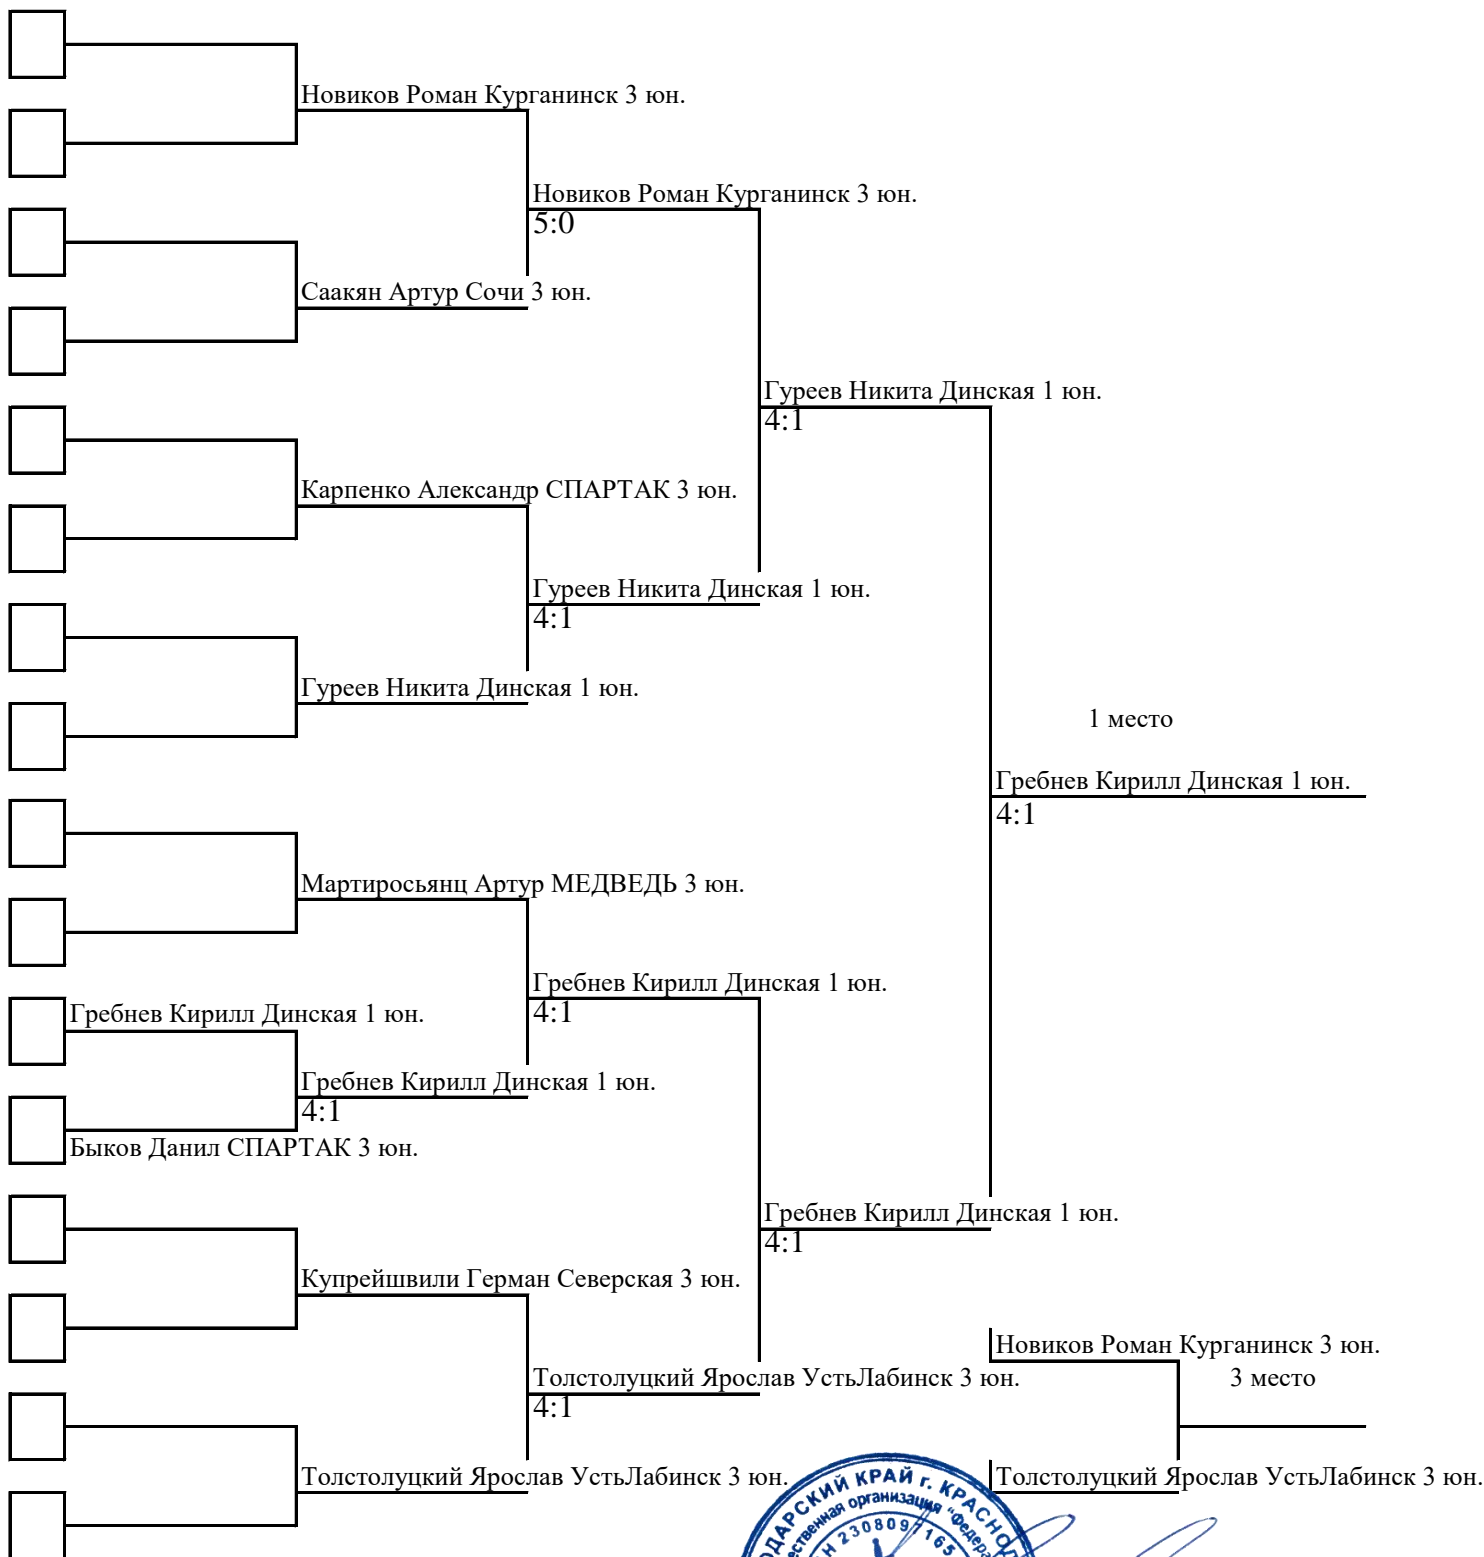 Новиков Роман Курганинск 3 юн.
Новиков Роман Курганинск 3 юн.
5:0
Саакян Артур Сочи 3 юн.
Гуреев Никита Динская 1 юн.
4:1
Карпенко Александр СПАРТАК 3 юн.
Гуреев Никита Динская 1 юн.
4:1
Гуреев Никита Динская 1 юн.
1 место
Гребнев Кирилл Динская 1 юн.
4:1
Мартиросьянц Артур МЕДВЕДЬ 3 юн.
Гребнев Кирилл Динская 1 юн.
4:1
Гребнев Кирилл Динская 1 юн.
Гребнев Кирилл Динская 1 юн.
4:1
Быков Данил СПАРТАК 3 юн.
Гребнев Кирилл Динская 1 юн.
4:1
Купрейшвили Герман Северская 3 юн.
Новиков Роман Курганинск 3 юн.
Толстолуцкий Ярослав УстьЛабинск 3 юн.
3 место
4:1
Толстолуцкий Ярослав УстьЛабинск 3 юн.
Толстолуцкий Ярослав УстьЛабинск 3 юн.
КРАЙ г.
организация
2308097165